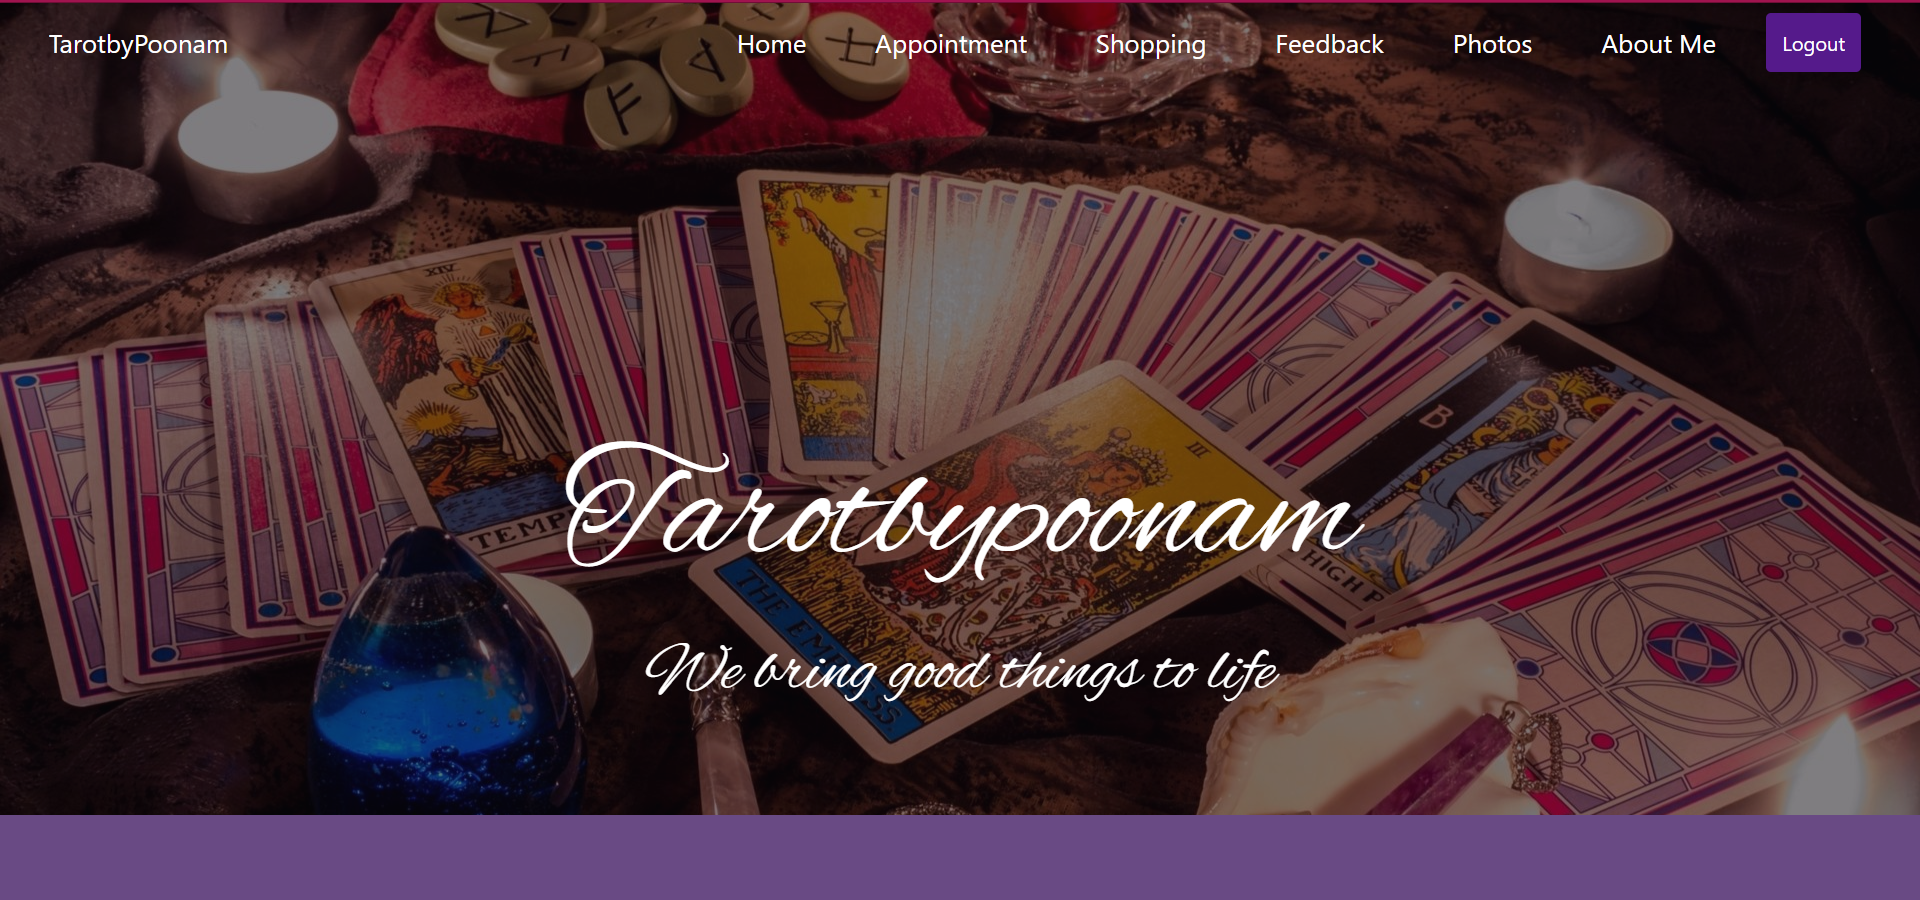 TarotbyPoonam Home Appointment Shopping Feedback Photos About Me Logout
XIV
I
III
II
B
TEMP
Tarotbypoonam
HIGH P
THE EMPRESS
We bring good things to life